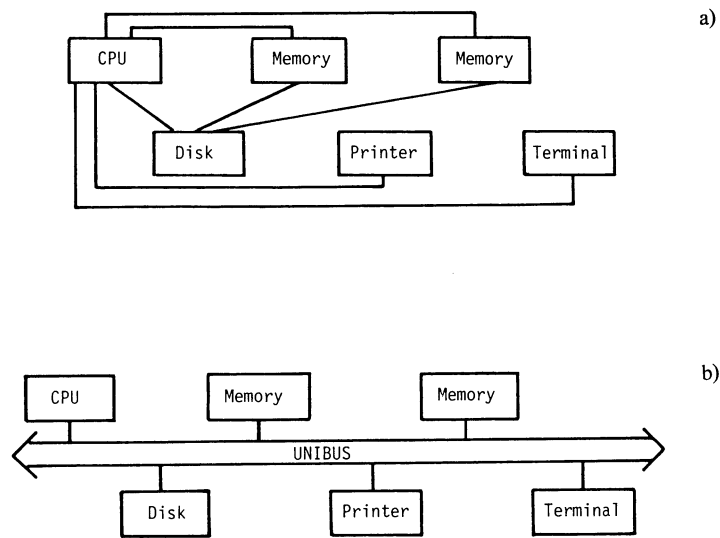 a)
CPU
Memory
Memory
Disk
Printer
Terminal
b)
CPU
Memory
Memory
UNIBUS
Disk
Printer
Terminal